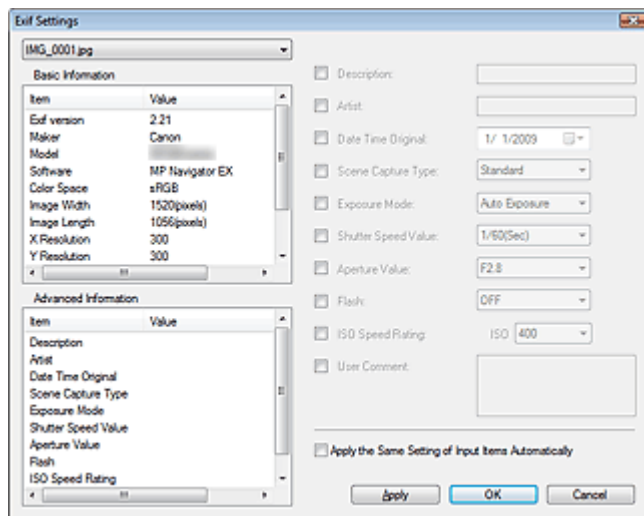 Exif Settings
IMG_0001.jpg
Basic Information
Item Value
Exif version 2.21
Maker Canon
Model
Software MP Navigator EX
Color Space sRGB
Image Width 1520(pixels)
Image Length 1056(pixels)
X Resolution 300
Y Resolution 300
Advanced Information
Item Value
Description
Artist
Date Time Original
Scene Capture Type
Exposure Mode
Shutter Speed Value
Aperture Value
Flash
ISO Speed Rating
Description:
Artist:
Date Time Original: 1/ 1/2009
Scene Capture Type: Standard
Exposure Mode: Auto Exposure
Shutter Speed Value: 1/60(Sec)
Aperture Value: F2.8
Flash: OFF
ISO Speed Rating: ISO 400
User Comment:
Apply the Same Setting of Input Items Automatically
Apply OK Cancel